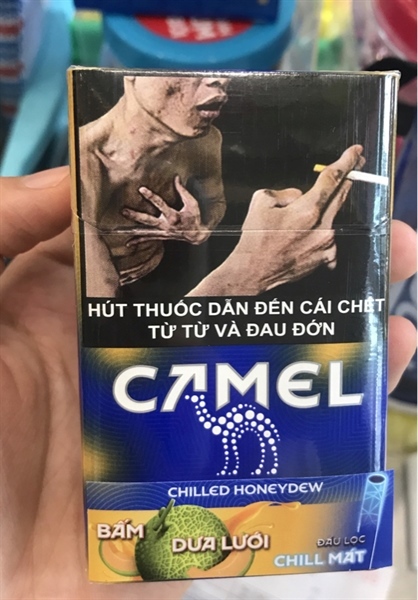 HÚT THUỐC DẪN ĐẾN CÁI CHẾT
TỪ TỪ VÀ ĐAU ĐỚN
CAMEL
CHILLED HONEYDEW
BẤM
DƯA LƯỚI
ĐẦU LỌC
CHILL MÁT